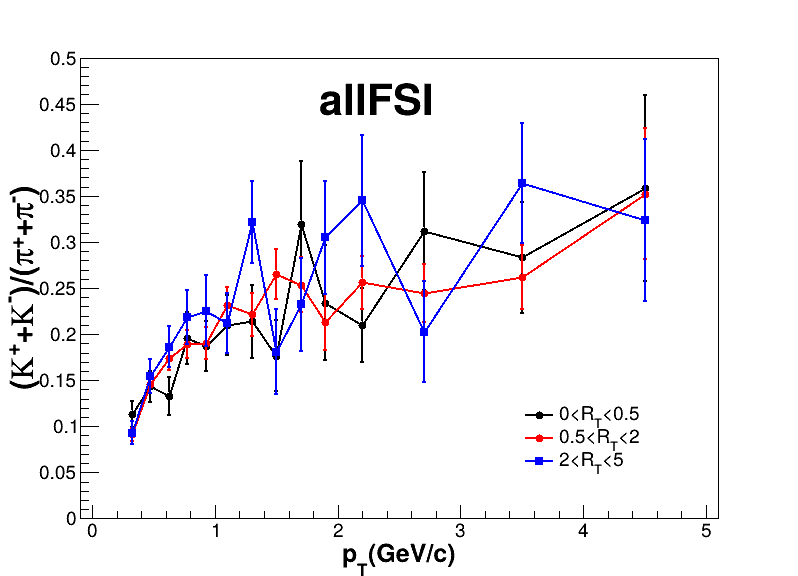 allFSI
(K⁺+K⁻)/(π⁺+π⁻)
0.5
0.45
0.4
0.35
0.3
0.25
0.2
0.15
0.1
0.05
0
0<R_T<0.5
0.5<R_T<2
2<R_T<5
0 1 2 3 4 5
p_T(GeV/c)